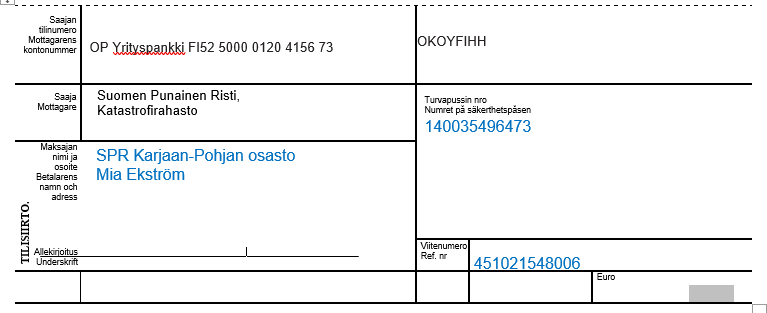 Saajan
tilinumero
Mottagarens
kontonummer
OP Yrityspankki FI52 5000 0120 4156 73
OKOYFIHH
Saaja
Mottagare
Suomen Punainen Risti,
Katastrofirahasto
Turvapussin nro
Numret på säkerthetspåsen
140035496473
Maksajan
nimi ja
osoite
Betalarens
namn och
adress
SPR Karjaan-Pohjan osasto
Mia Ekström
TILISIIRTO.
Allekirjoitus
Underskrift
Viitenumero
Ref. nr
451021548006
Euro